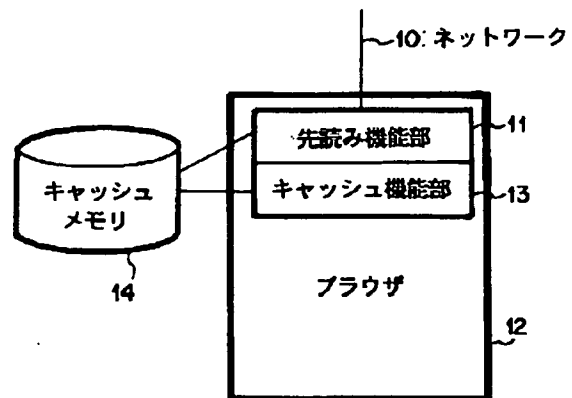 10:ネットワーク
先読み機能部
11
キャッシュ機能部
13
キャッシュ
メモリ
14
ブラウザ
12